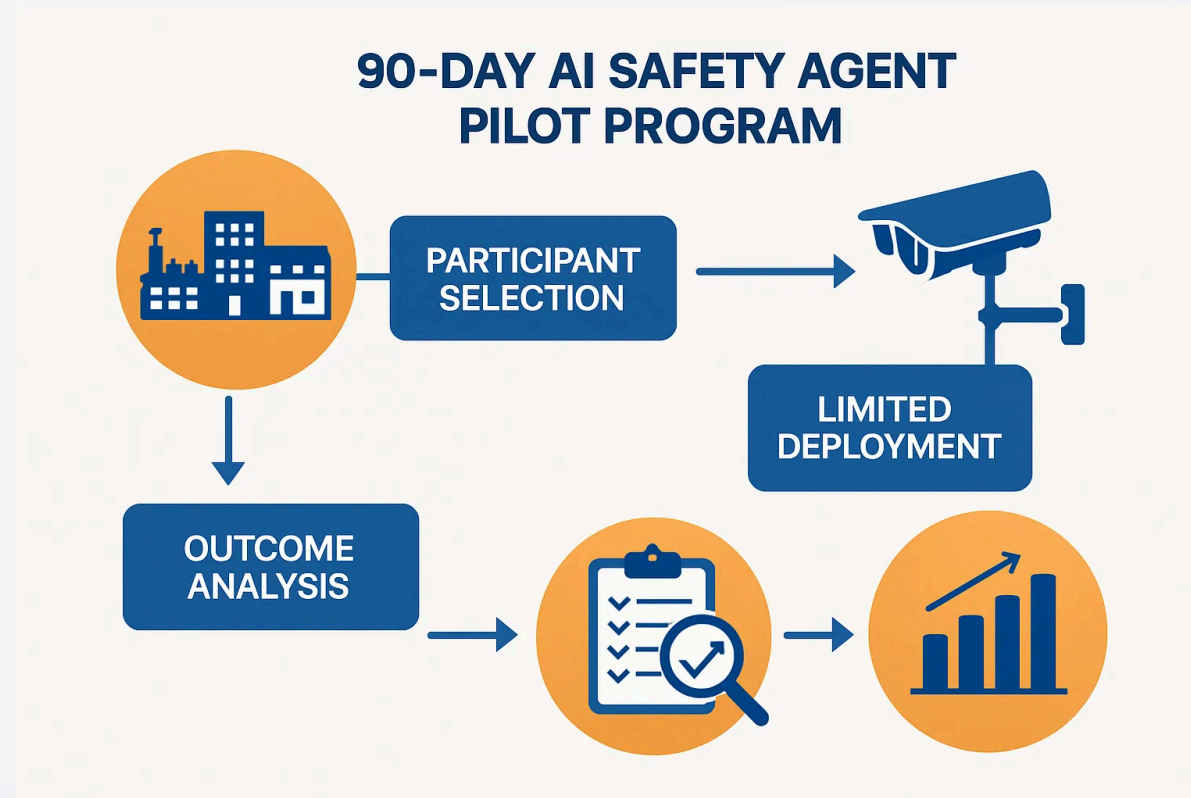 90-DAY AI SAFETY AGENT
PILOT PROGRAM
PARTICIPANT
SELECTION
LIMITED
DEPLOYMENT
OUTCOME
ANALYSIS